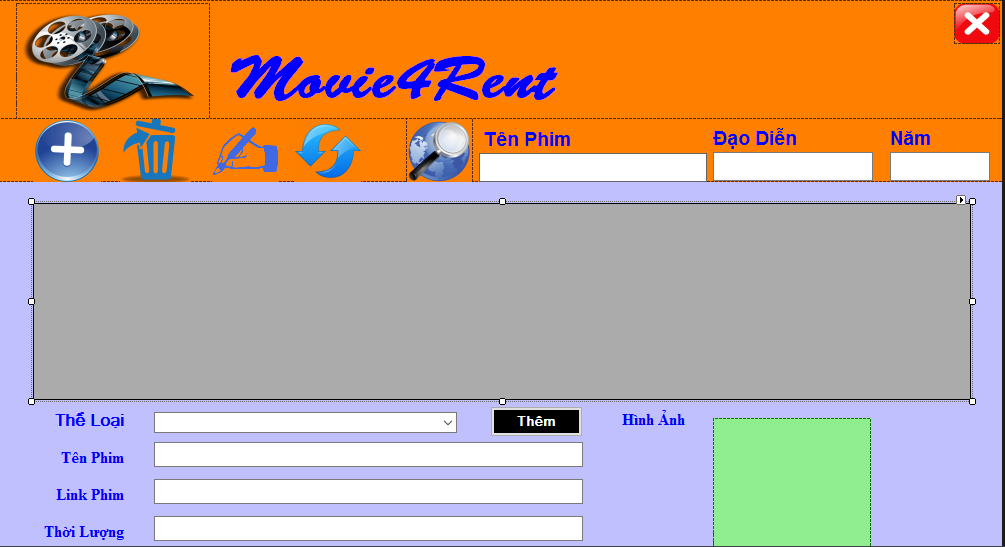 Movie4Rent
Tên Phim
Đạo Diễn
Năm
Thể Loại
Thêm
Hình Ảnh
Tên Phim
Link Phim
Thời Lượng